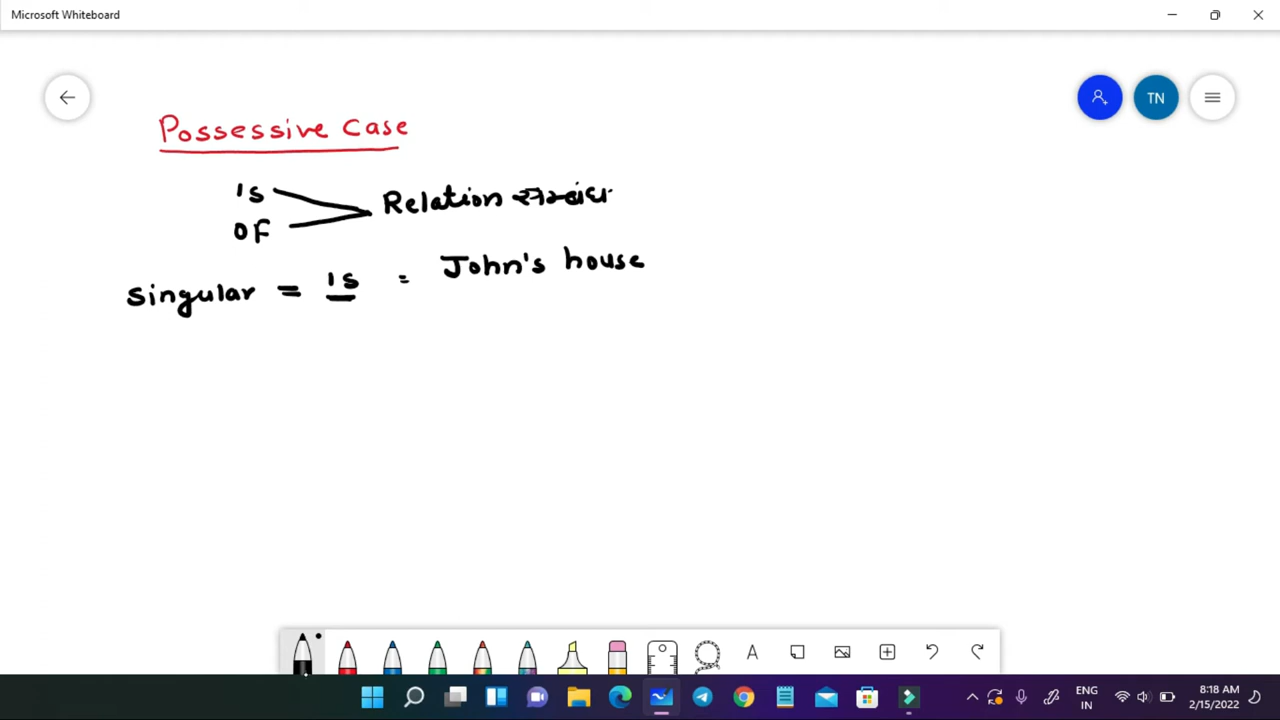 Microsoft Whiteboard
TN
Possessive Case
's
OF
Relation
singular = 's = John's house
A
ENG
IN
8:18 AM
2/15/2022